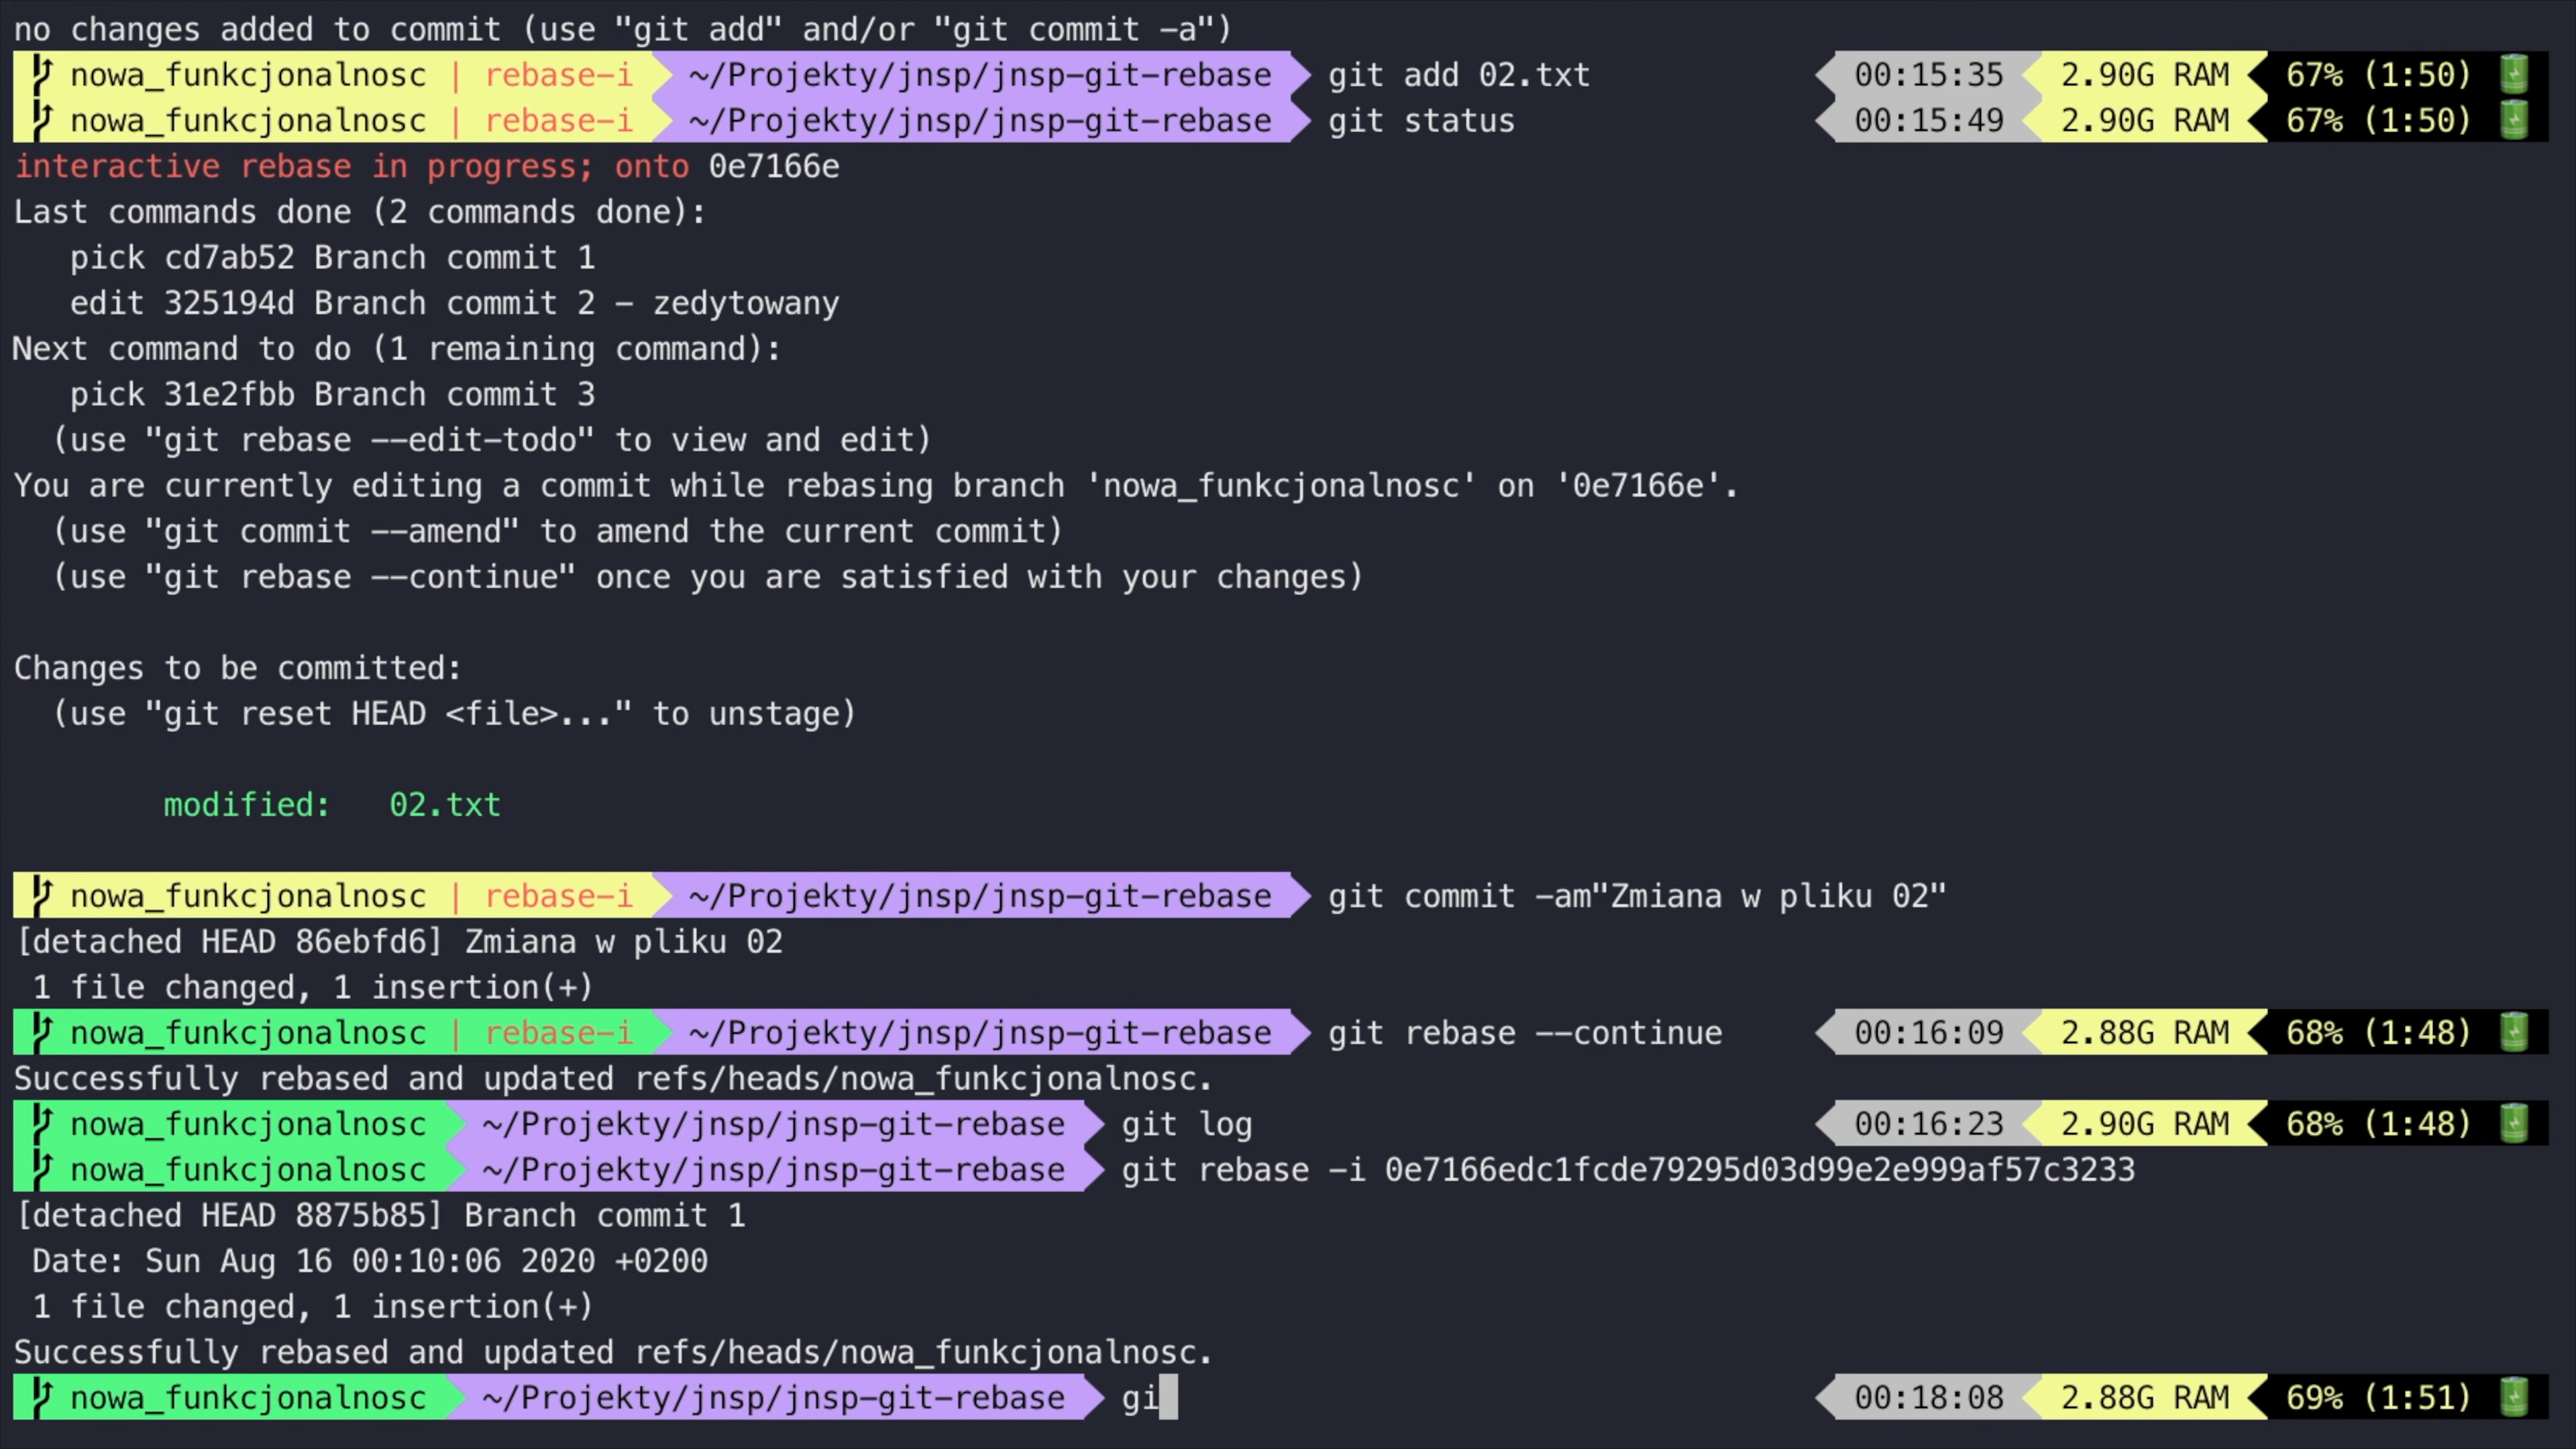 no changes added to commit (use "git add" and/or "git commit -a")
nowa_funkcjonalnosc | rebase-i ~/Projekty/jnsp/jnsp-git-rebase git add 02.txt 00:15:35 2.90G RAM 67% (1:50)
nowa_funkcjonalnosc | rebase-i ~/Projekty/jnsp/jnsp-git-rebase git status 00:15:49 2.90G RAM 67% (1:50)
interactive rebase in progress; onto 0e7166e
Last commands done (2 commands done):
   pick cd7ab52 Branch commit 1
   edit 325194d Branch commit 2 - zedytowany
Next command to do (1 remaining command):
   pick 31e2fbb Branch commit 3
  (use "git rebase --edit-todo" to view and edit)
You are currently editing a commit while rebasing branch 'nowa_funkcjonalnosc' on '0e7166e'.
  (use "git commit --amend" to amend the current commit)
  (use "git rebase --continue" once you are satisfied with your changes)
Changes to be committed:
  (use "git reset HEAD <file>..." to unstage)
        modified:   02.txt
nowa_funkcjonalnosc | rebase-i ~/Projekty/jnsp/jnsp-git-rebase git commit -am"Zmiana w pliku 02"
[detached HEAD 86ebfd6] Zmiana w pliku 02
 1 file changed, 1 insertion(+)
nowa_funkcjonalnosc | rebase-i ~/Projekty/jnsp/jnsp-git-rebase git rebase --continue 00:16:09 2.88G RAM 68% (1:48)
Successfully rebased and updated refs/heads/nowa_funkcjonalnosc.
nowa_funkcjonalnosc ~/Projekty/jnsp/jnsp-git-rebase git log 00:16:23 2.90G RAM 68% (1:48)
nowa_funkcjonalnosc ~/Projekty/jnsp/jnsp-git-rebase git rebase -i 0e7166edc1fcde79295d03d99e2e999af57c3233
[detached HEAD 8875b85] Branch commit 1
 Date: Sun Aug 16 00:10:06 2020 +0200
 1 file changed, 1 insertion(+)
Successfully rebased and updated refs/heads/nowa_funkcjonalnosc.
nowa_funkcjonalnosc ~/Projekty/jnsp/jnsp-git-rebase gi 00:18:08 2.88G RAM 69% (1:51)